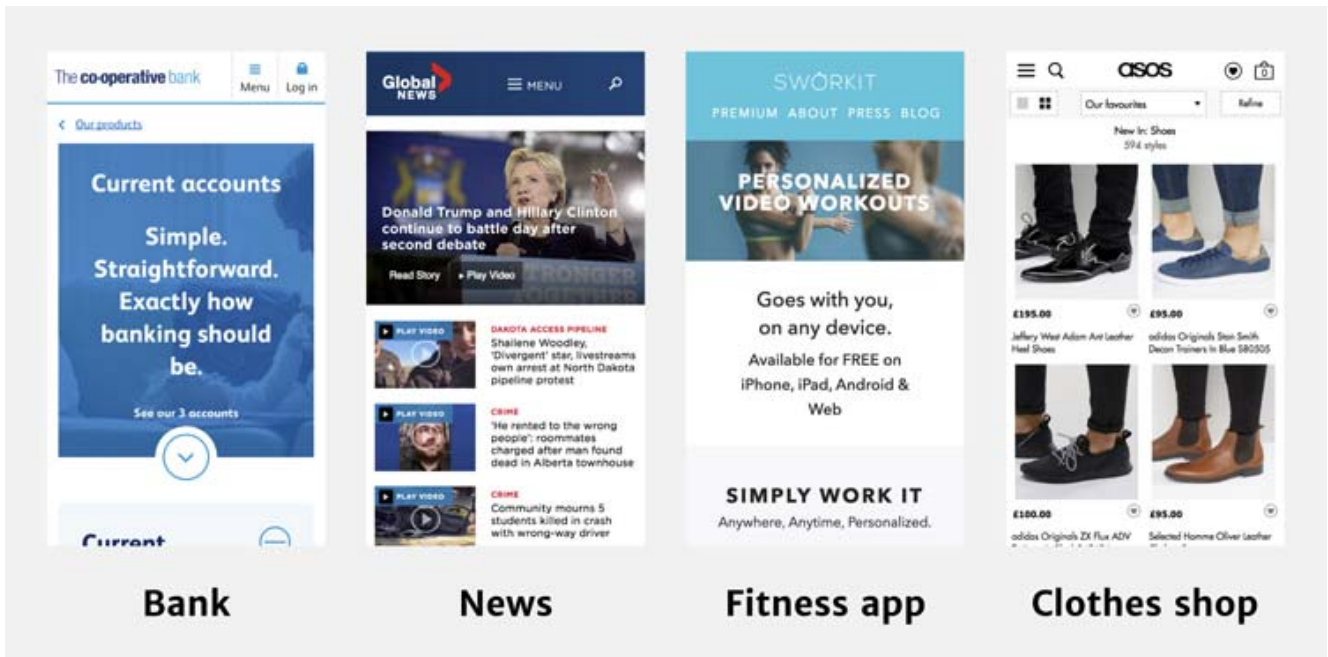 The co-operative bank
Menu
Log in
Our products
Current accounts
Simple.
Straightforward.
Exactly how
banking should
be.
See our 3 accounts
Current
Bank
Global
NEWS
MENU
Donald Trump and Hillary Clinton
continue to battle day after
second debate
Read Story
Play Video
STRONGER
TOGETHER
PLAY VIDEO
DAKOTA ACCESS PIPELINE
Shailene Woodley,
'Divergent' star, livestreams
own arrest at North Dakota
pipeline protest
PLAY VIDEO
CRIME
'He rented to the wrong
people': roommates
charged after man found
dead in Alberta townhouse
PLAY VIDEO
CRIME
Community mourns 5
students killed in crash
with wrong-way driver
News
SWORKIT
PREMIUM ABOUT PRESS BLOG
PERSONALIZED
VIDEO WORKOUTS
Goes with you,
on any device.
Available for FREE on
iPhone, iPad, Android &
Web
SIMPLY WORK IT
Anywhere, Anytime, Personalized.
Fitness app
asos
0
Our favourites
Refine
New In: Shoes
594 styles
£195.00
Jeffery West Adam Ant Leather
Heel Shoes
£95.00
adidas Originals Stan Smith
Decon Trainers In Blue S80505
£100.00
adidas Originals ZX Flux ADV
£95.00
Selected Homme Oliver Leather
Clothes shop